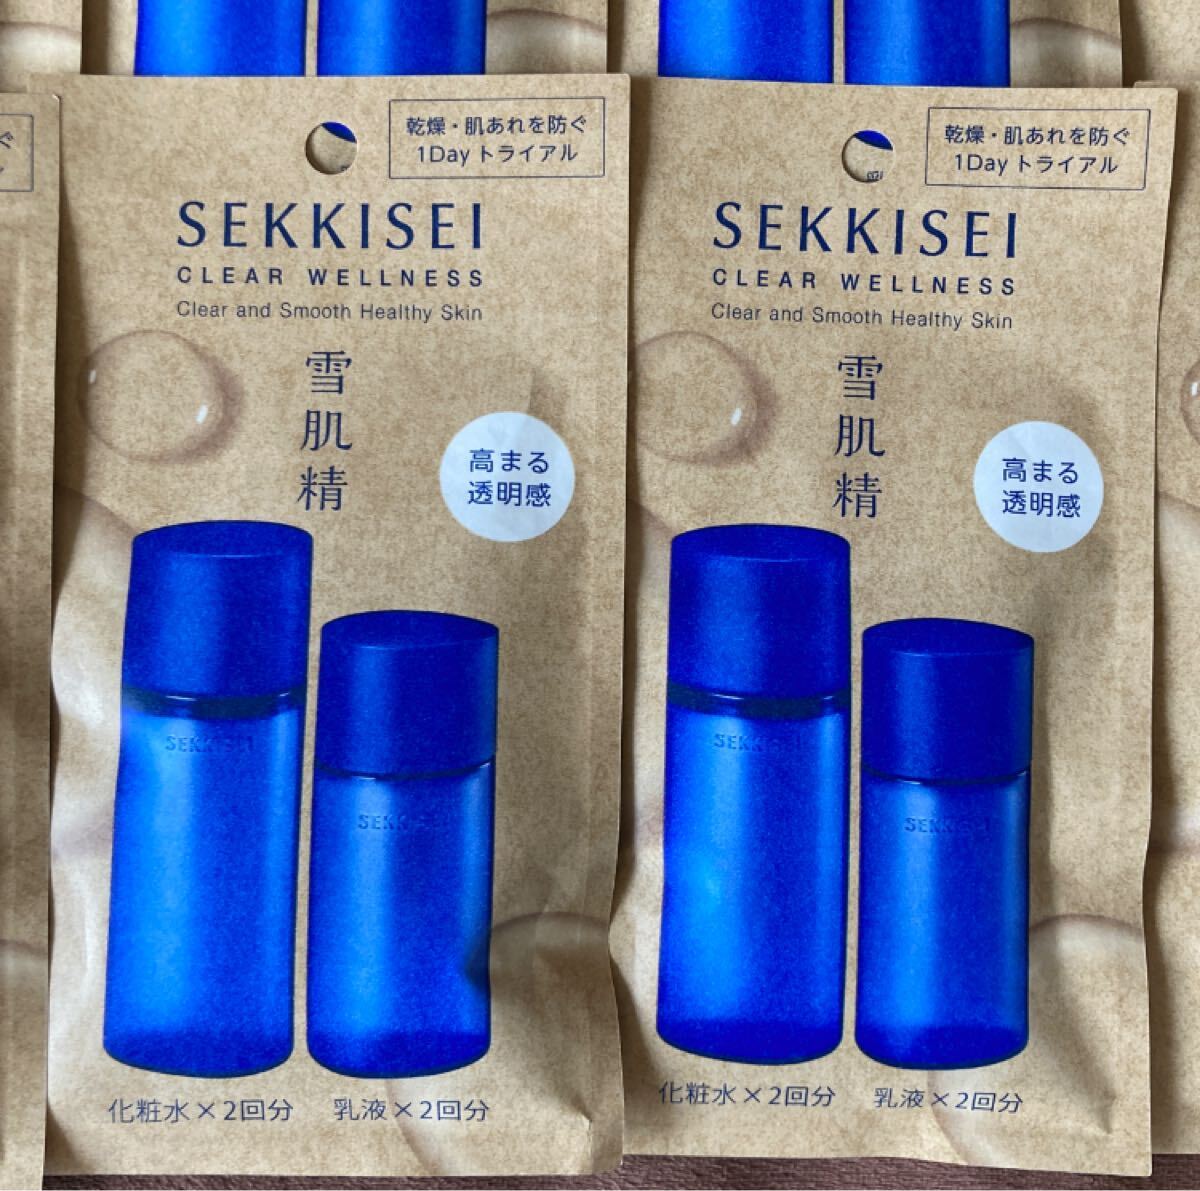 乾燥・肌あれを防ぐ
1Day トライアル
SEKKISEI
CLEAR WELLNESS
Clear and Smooth Healthy Skin
雪肌精
高まる
透明感
SEKKISEI
SEKKISEI
化粧水×2回分
乳液×2回分
乾燥・肌あれを防ぐ
1Day トライアル
SEKKISEI
CLEAR WELLNESS
Clear and Smooth Healthy Skin
雪肌精
高まる
透明感
SEKKISEI
SEKKISEI
化粧水×2回分
乳液×2回分
ぐ